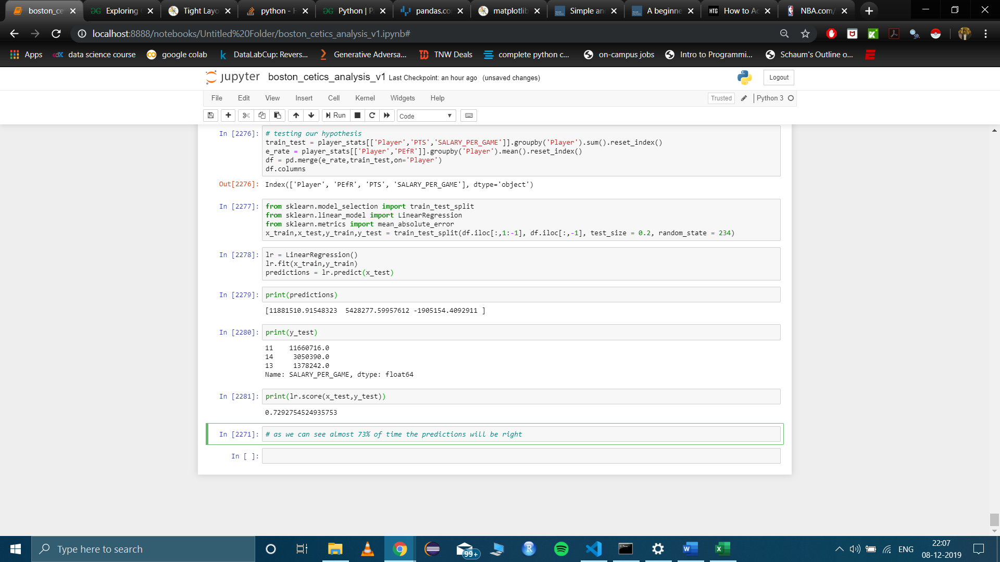 boston_ce
Exploring
Tight Layo
python - H
Python | P
pandas.co
matplotlib
Simple an
A beginne
HTG How to Ac
NBA.com/
localhost:8888/notebooks/Untitled%20Folder/boston_cetics_analysis_v1.ipynb#
Apps
edX data science course
google colab
k DataLabCup: Revers...
Generative Adversa...
TNW Deals
complete python c...
on-campus jobs
Intro to Programmi...
Schaum's Outline o...
jupyter boston_cetics_analysis_v1 Last Checkpoint: an hour ago (unsaved changes)
Logout
File Edit View Insert Cell Kernel Widgets Help
Trusted
Python 3
Run
Code
In [2276]: # testing our hypothesis
train_test = player_stats[['Player','PTS','SALARY_PER_GAME']].groupby('Player').sum().reset_index()
e_rate = player_stats[['Player','PEfR']].groupby('Player').mean().reset_index()
df = pd.merge(e_rate,train_test,on='Player')
df.columns
Out[2276]: Index(['Player', 'PEfR', 'PTS', 'SALARY_PER_GAME'], dtype='object')
In [2277]: from sklearn.model_selection import train_test_split
from sklearn.linear_model import LinearRegression
from sklearn.metrics import mean_absolute_error
x_train,x_test,y_train,y_test = train_test_split(df.iloc[:,1:-1], df.iloc[:,-1], test_size = 0.2, random_state = 234)
In [2278]: lr = LinearRegression()
lr.fit(x_train,y_train)
predictions = lr.predict(x_test)
In [2279]: print(predictions)
[11881510.91548323 5428277.59957612 -1905154.4092911 ]
In [2280]: print(y_test)
11 11660716.0
14 3050390.0
13 1378242.0
Name: SALARY_PER_GAME, dtype: float64
In [2281]: print(lr.score(x_test,y_test))
0.7292754524935753
In [2271]: # as we can see almost 73% of time the predictions will be right
In [ ]:
Type here to search
99+
R
ENG
22:07
08-12-2019